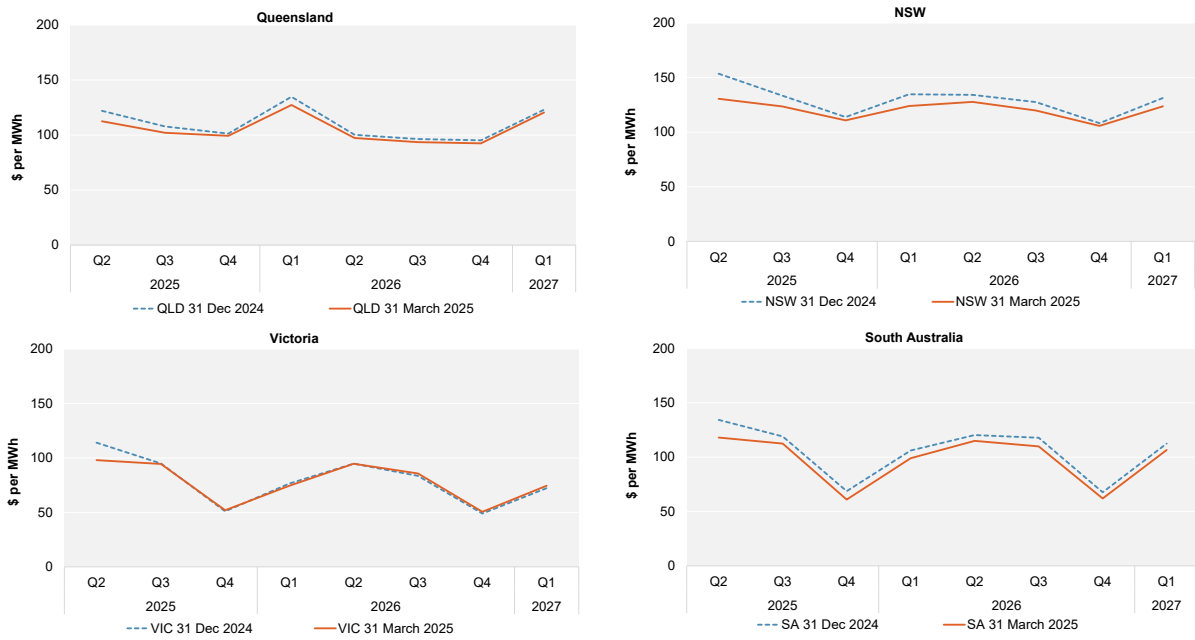 Queensland
200
150
100
50
0
$ per MWh
Q2 Q3 Q4 Q1 Q2 Q3 Q4 Q1
2025 2026 2027
QLD 31 Dec 2024 QLD 31 March 2025
NSW
200
150
100
50
0
$ per MWh
Q2 Q3 Q4 Q1 Q2 Q3 Q4 Q1
2025 2026 2027
NSW 31 Dec 2024 NSW 31 March 2025
Victoria
200
150
100
50
0
$ per MWh
Q2 Q3 Q4 Q1 Q2 Q3 Q4 Q1
2025 2026 2027
VIC 31 Dec 2024 VIC 31 March 2025
South Australia
200
150
100
50
0
$ per MWh
Q2 Q3 Q4 Q1 Q2 Q3 Q4 Q1
2025 2026 2027
SA 31 Dec 2024 SA 31 March 2025